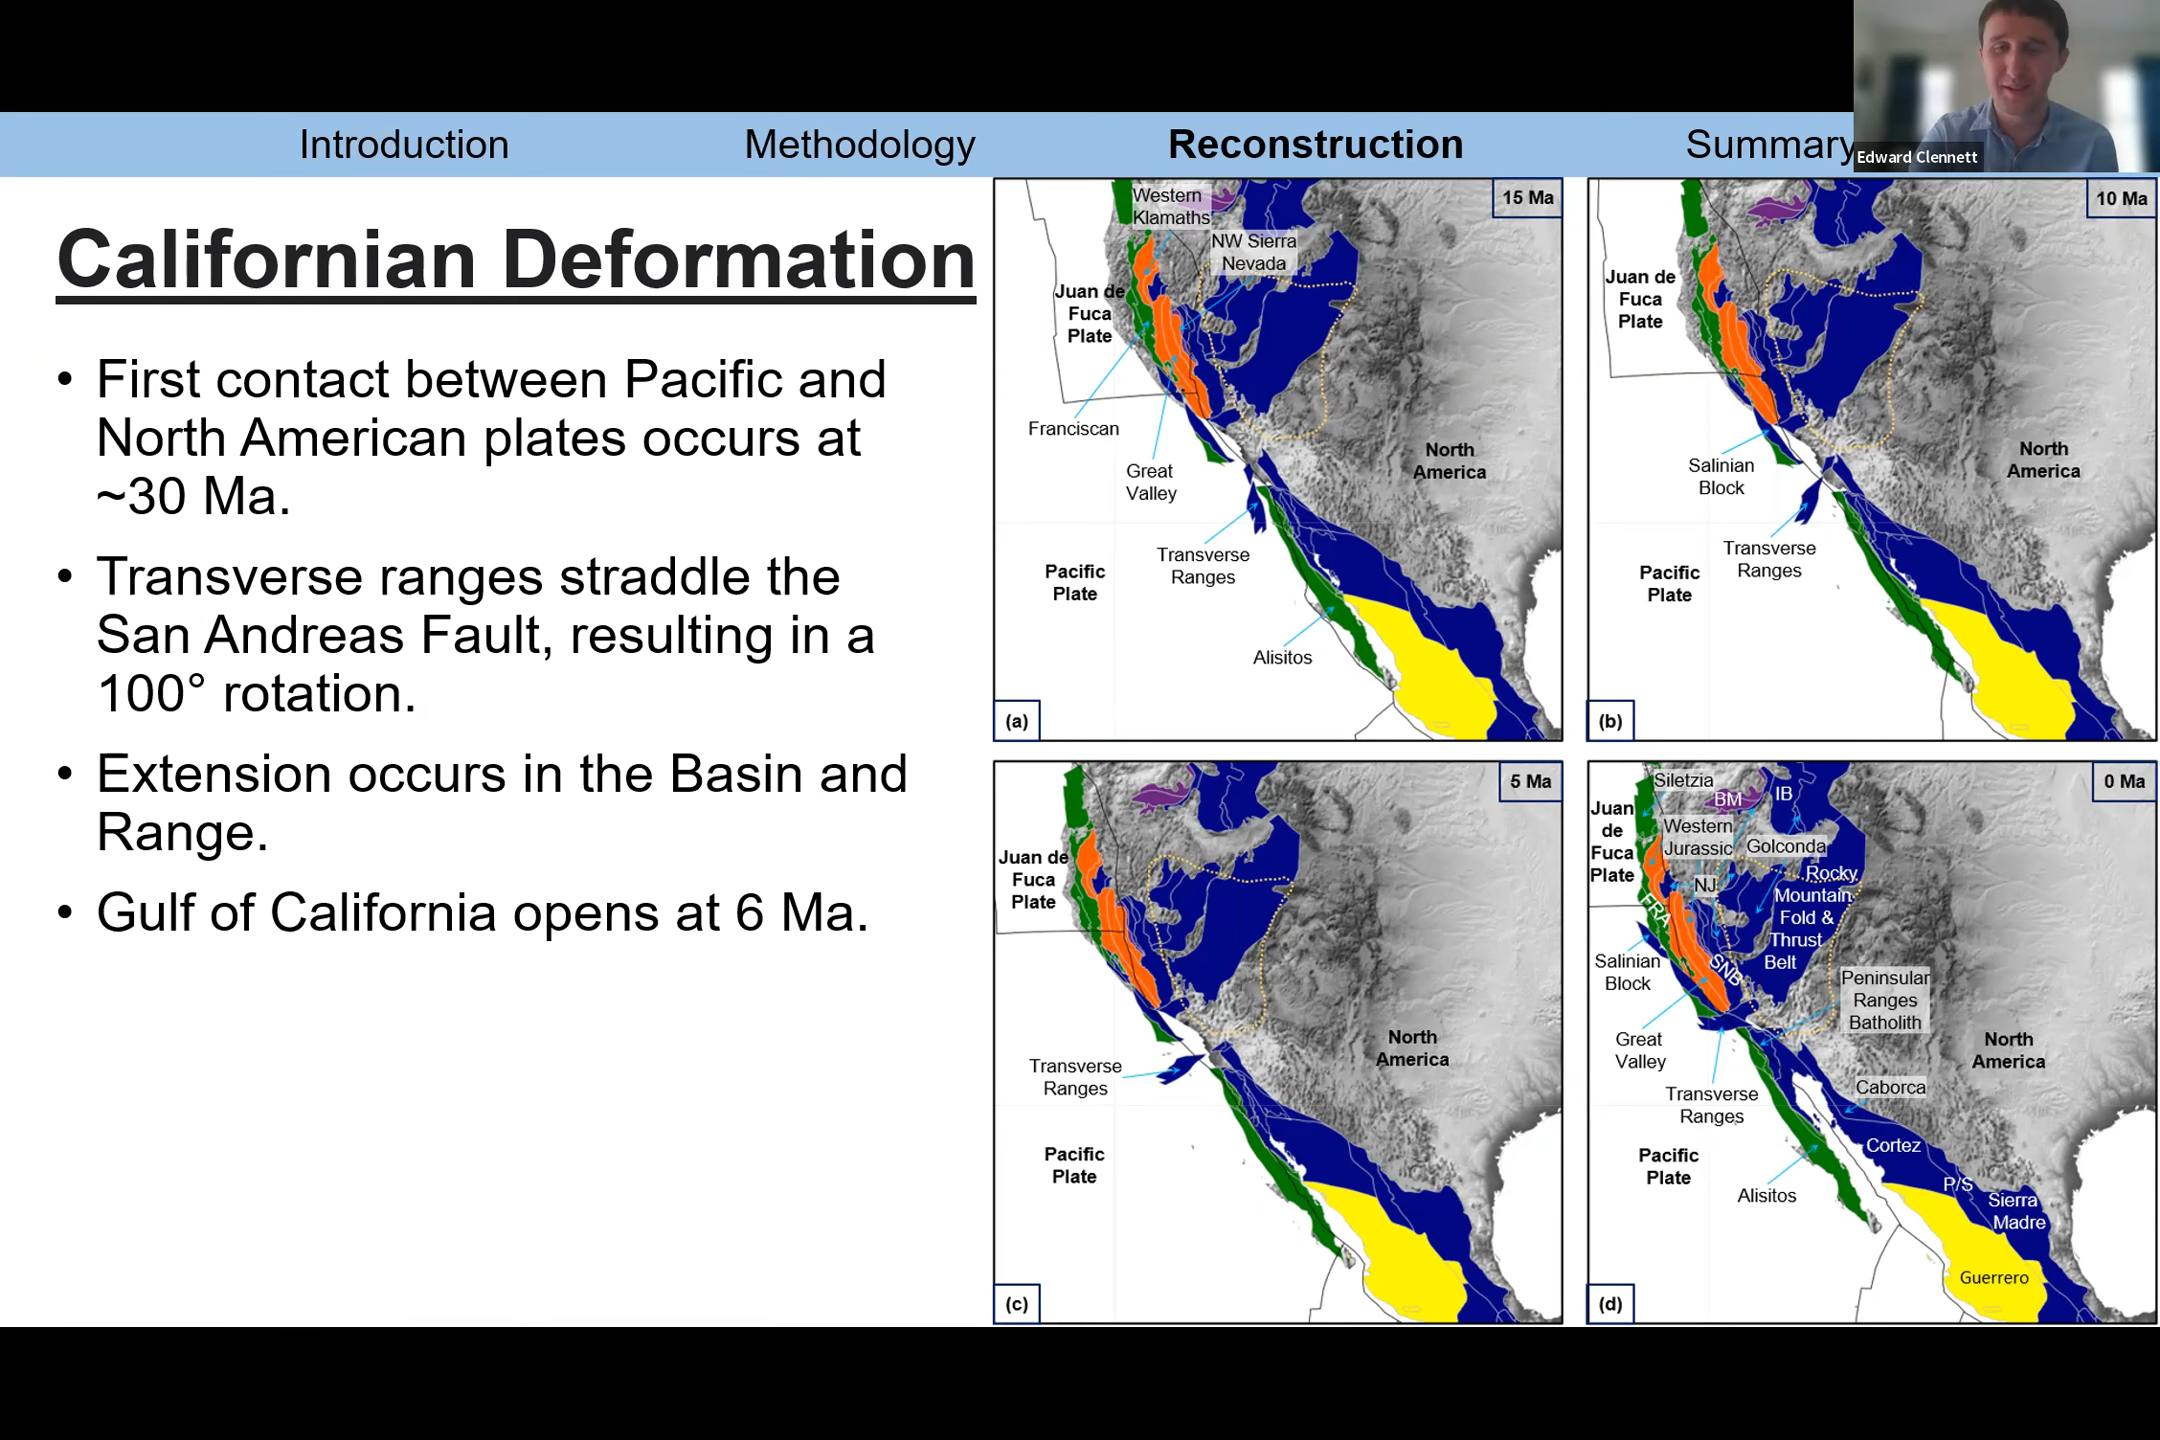 Introduction
Methodology
Reconstruction
Summary
Edward Clennett
Californian Deformation
• First contact between Pacific and
North American plates occurs at
~30 Ma.
• Transverse ranges straddle the
San Andreas Fault, resulting in a
100° rotation.
• Extension occurs in the Basin and
Range.
• Gulf of California opens at 6 Ma.
15 Ma
Western
Klamaths
NW Sierra
Nevada
Juan de
Fuca
Plate
Franciscan
Great
Valley
North
America
Transverse
Ranges
Pacific
Plate
Alisitos
(a)
10 Ma
Juan de
Fuca
Plate
Salinian
Block
North
America
Transverse
Ranges
Pacific
Plate
(b)
5 Ma
Juan de
Fuca
Plate
North
America
Transverse
Ranges
Pacific
Plate
(c)
0 Ma
Siletzia
BM
IB
Juan
de
Fuca
Plate
Western
Jurassic
Golconda
NJ
Rocky
Mountain
Fold &
Thrust
Belt
FRA
SNB
Salinian
Block
Peninsular
Ranges
Batholith
Great
Valley
North
America
Transverse
Ranges
Caborca
Cortez
Pacific
Plate
Alisitos
P/S
Sierra
Madre
Guerrero
(d)